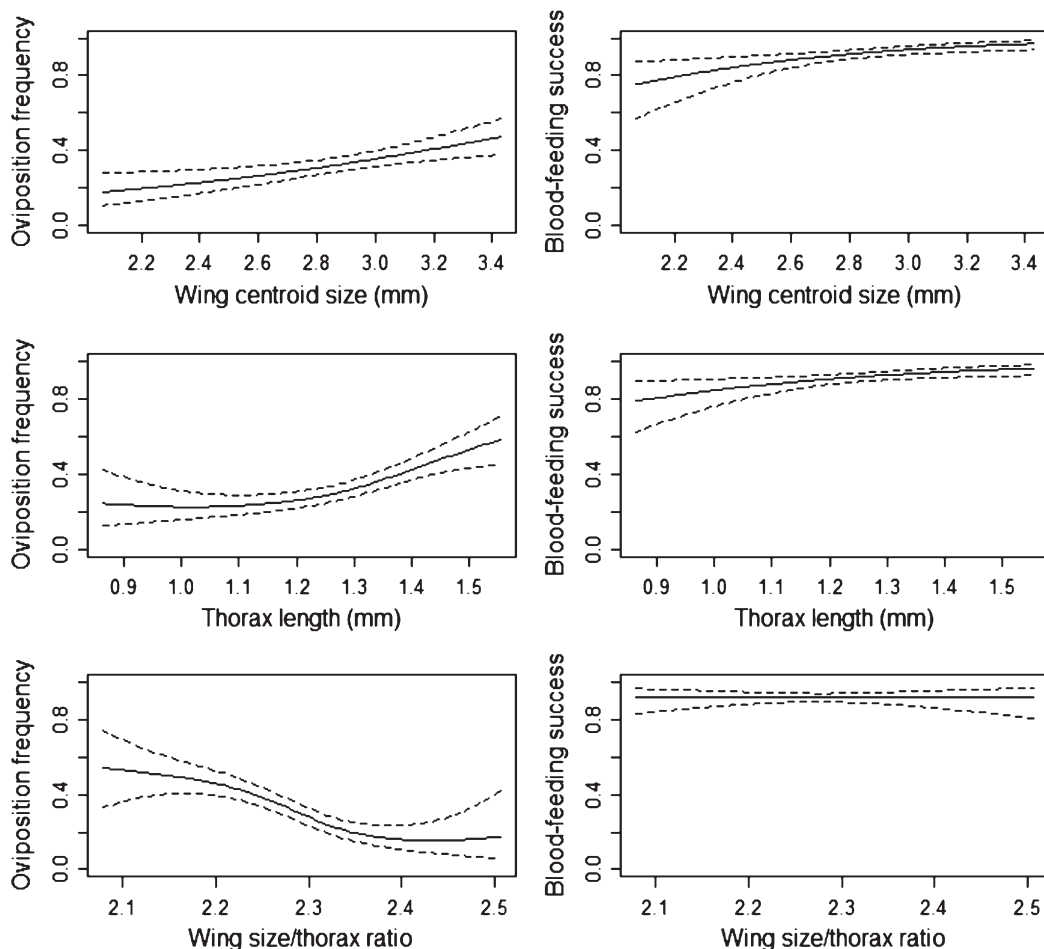 Oviposition frequency
0.0 0.4 0.8
2.2 2.4 2.6 2.8 3.0 3.2 3.4
Wing centroid size (mm)
Blood-feeding success
0.0 0.4 0.8
2.2 2.4 2.6 2.8 3.0 3.2 3.4
Wing centroid size (mm)
Oviposition frequency
0.0 0.4 0.8
0.9 1.0 1.1 1.2 1.3 1.4 1.5
Thorax length (mm)
Blood-feeding success
0.0 0.4 0.8
0.9 1.0 1.1 1.2 1.3 1.4 1.5
Thorax length (mm)
Oviposition frequency
0.0 0.4 0.8
2.1 2.2 2.3 2.4 2.5
Wing size/thorax ratio
Blood-feeding success
0.0 0.4 0.8
2.1 2.2 2.3 2.4 2.5
Wing size/thorax ratio